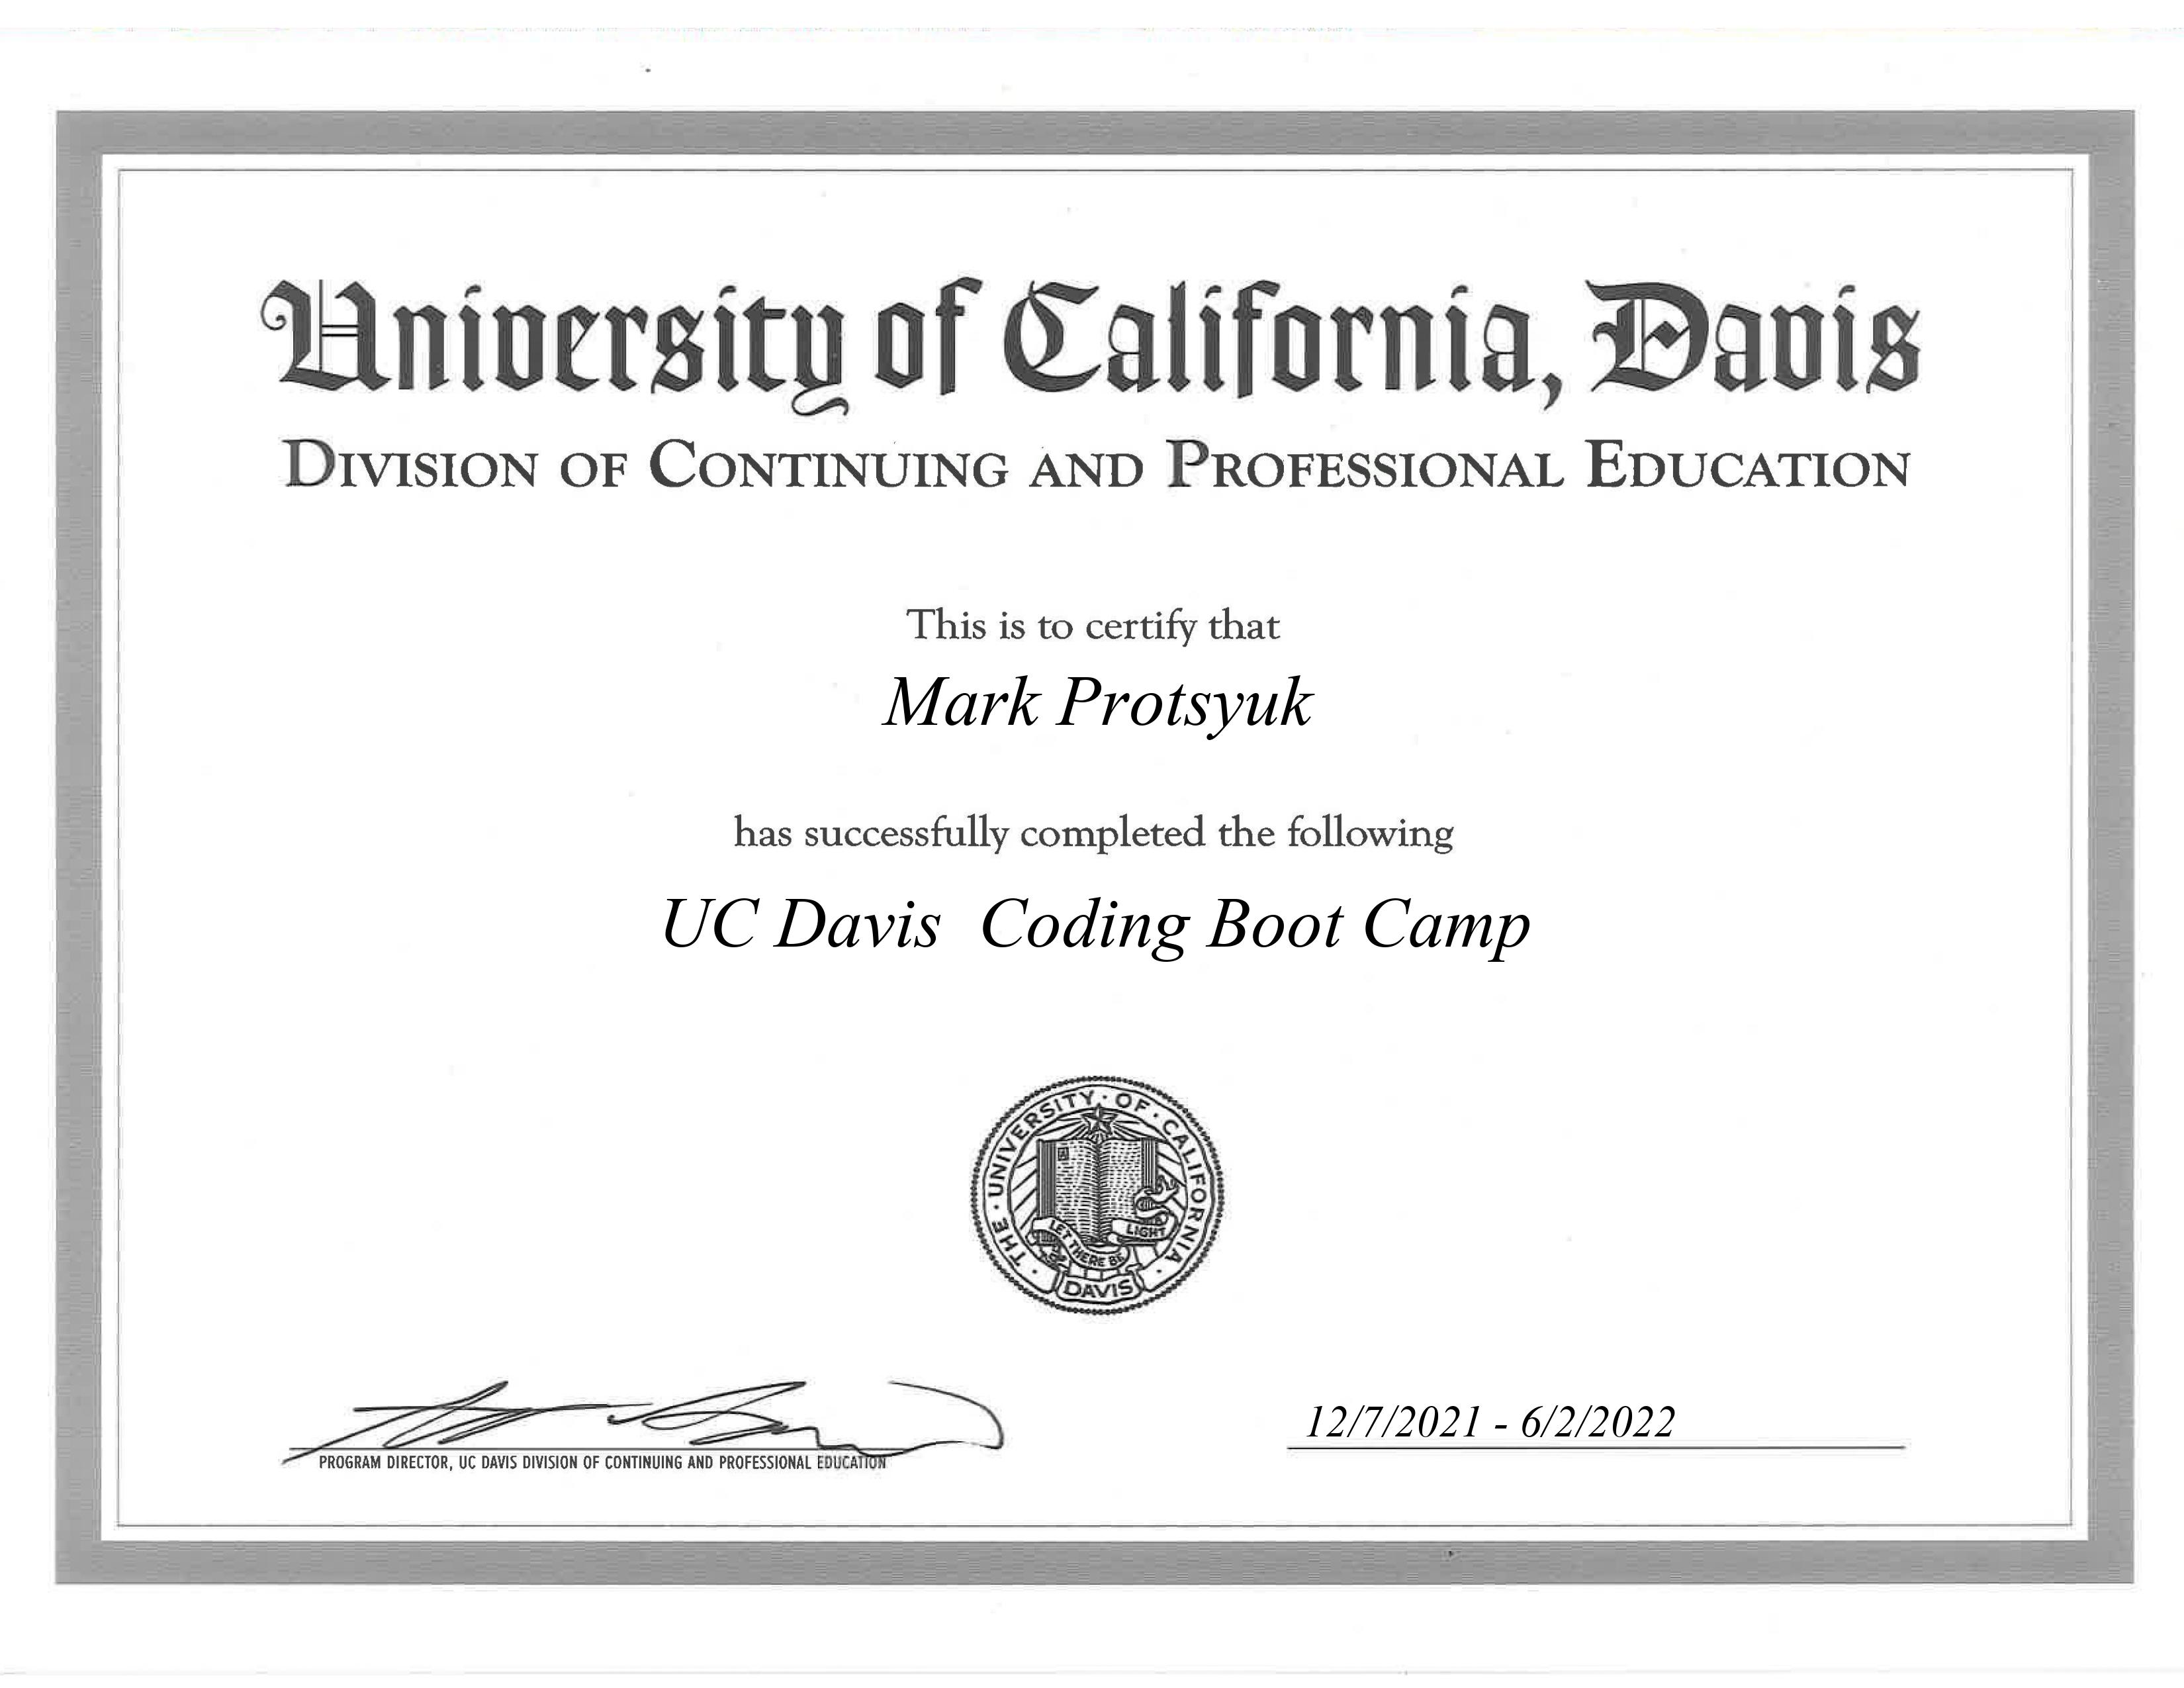 University of California, Davis
DIVISION OF CONTINUING AND PROFESSIONAL EDUCATION
This is to certify that
Mark Protsyuk
has successfully completed the following
UC Davis Coding Boot Camp
THE · UNIVERSITY · OF · CALIFORNIA
LET THERE BE LIGHT
DAVIS
12/7/2021 - 6/2/2022
PROGRAM DIRECTOR, UC DAVIS DIVISION OF CONTINUING AND PROFESSIONAL EDUCATION